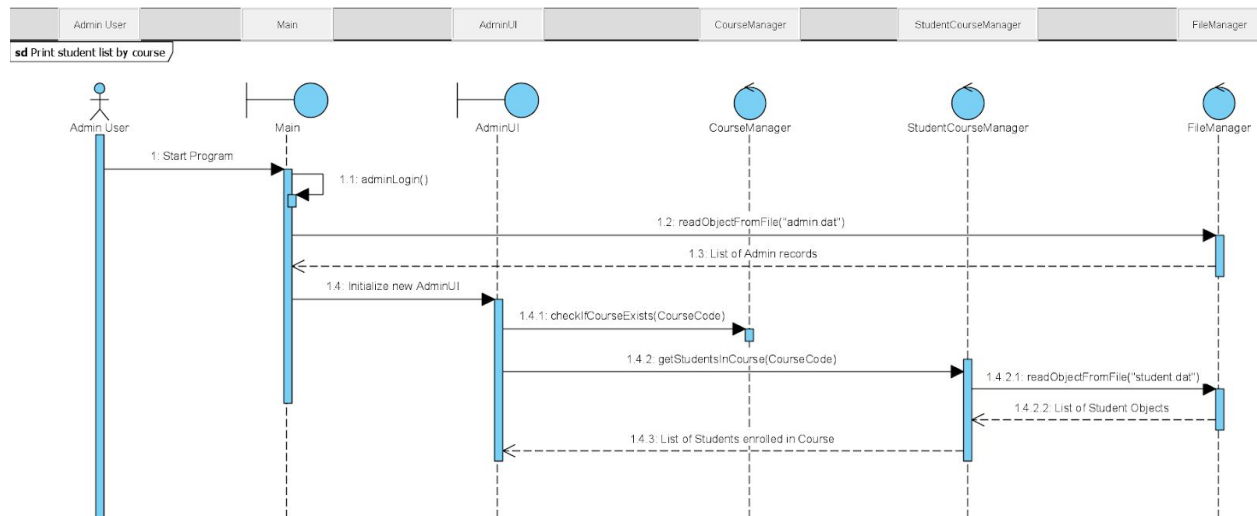 Admin User
Main
AdminUI
CourseManager
StudentCourseManager
FileManager
sd Print student list by course
Admin User
Main
AdminUI
CourseManager
StudentCourseManager
FileManager
1: Start Program
1.1: adminLogin()
1.2: readObjectFromFile("admin.dat")
1.3: List of Admin records
1.4: Initialize new AdminUI
1.4.1: checkIfCourseExists(CourseCode)
1.4.2: getStudentsInCourse(CourseCode)
1.4.2.1: readObjectFromFile("student.dat")
1.4.2.2: List of Student Objects
1.4.3: List of Students enrolled in Course